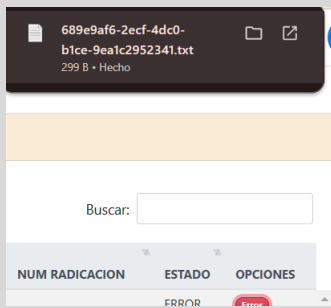 689e9af6-2ecf-4dc0-
b1ce-9ea1c2952341.txt
299 B • Hecho
Buscar:
NUM RADICACION ESTADO OPCIONES
ERROR Error